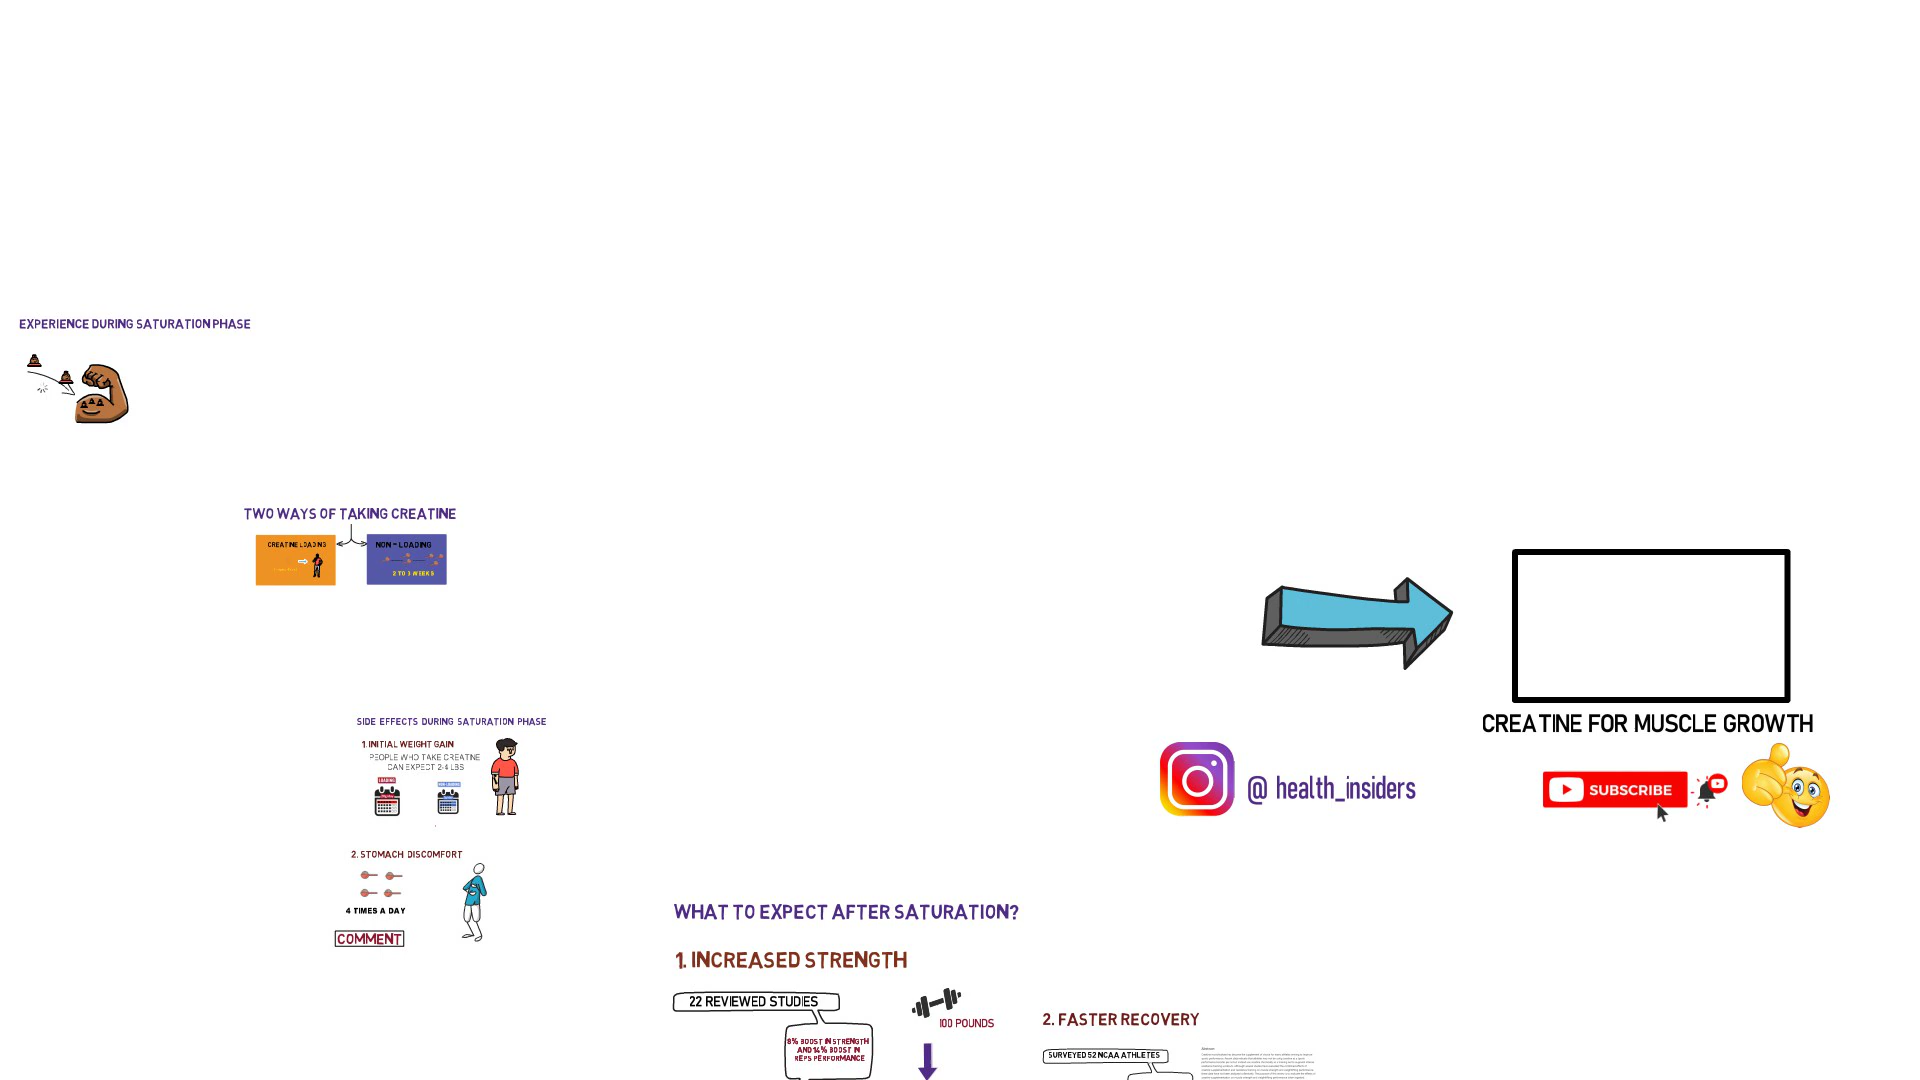 EXPERIENCE DURING SATURATION PHASE
TWO WAYS OF TAKING CREATINE
CREATINE LOADING
NON - LOADING
2 TO 3 WEEKS
SIDE EFFECTS DURING SATURATION PHASE
1. INITIAL WEIGHT GAIN
PEOPLE WHO TAKE CREATINE
CAN EXPECT 2-4 LBS
LOADING
2. STOMACH DISCOMFORT
4 TIMES A DAY
COMMENT
WHAT TO EXPECT AFTER SATURATION?
1. INCREASED STRENGTH
22 REVIEWED STUDIES
8% BOOST IN STRENGTH
AND 14% BOOST IN
REPS PERFORMANCE
100 POUNDS
2. FASTER RECOVERY
SURVEYED 52 NCAA ATHLETES
CREATINE FOR MUSCLE GROWTH
@ health_insiders
SUBSCRIBE